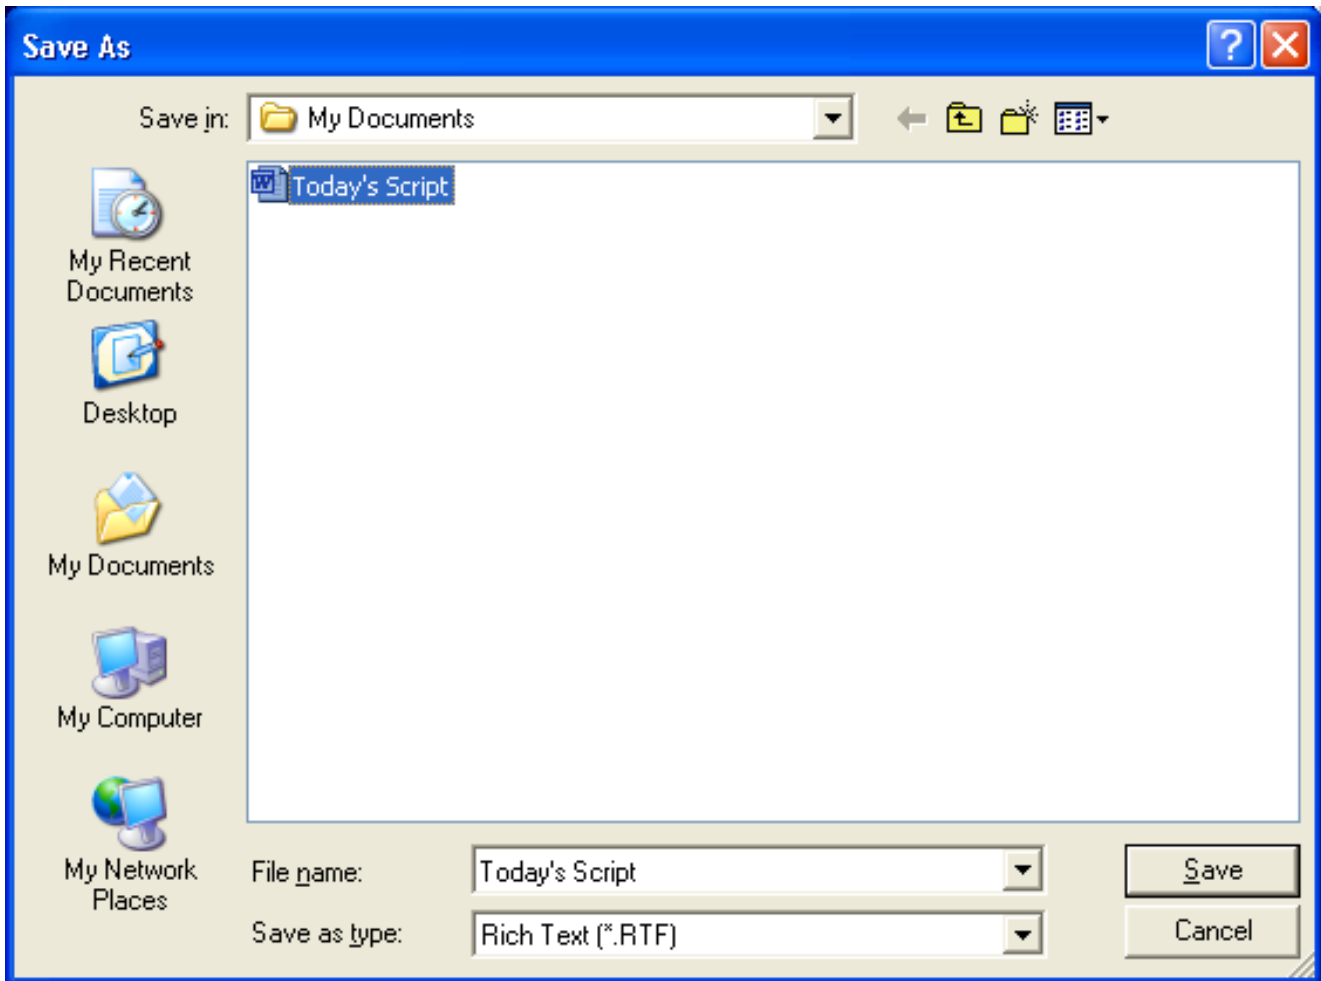 Save As
?
Save in:
My Documents
W
Today's Script
My Recent
Documents
Desktop
My Documents
My Computer
My Network
Places
File name:
Today's Script
Save
Save as type:
Rich Text (*.RTF)
Cancel